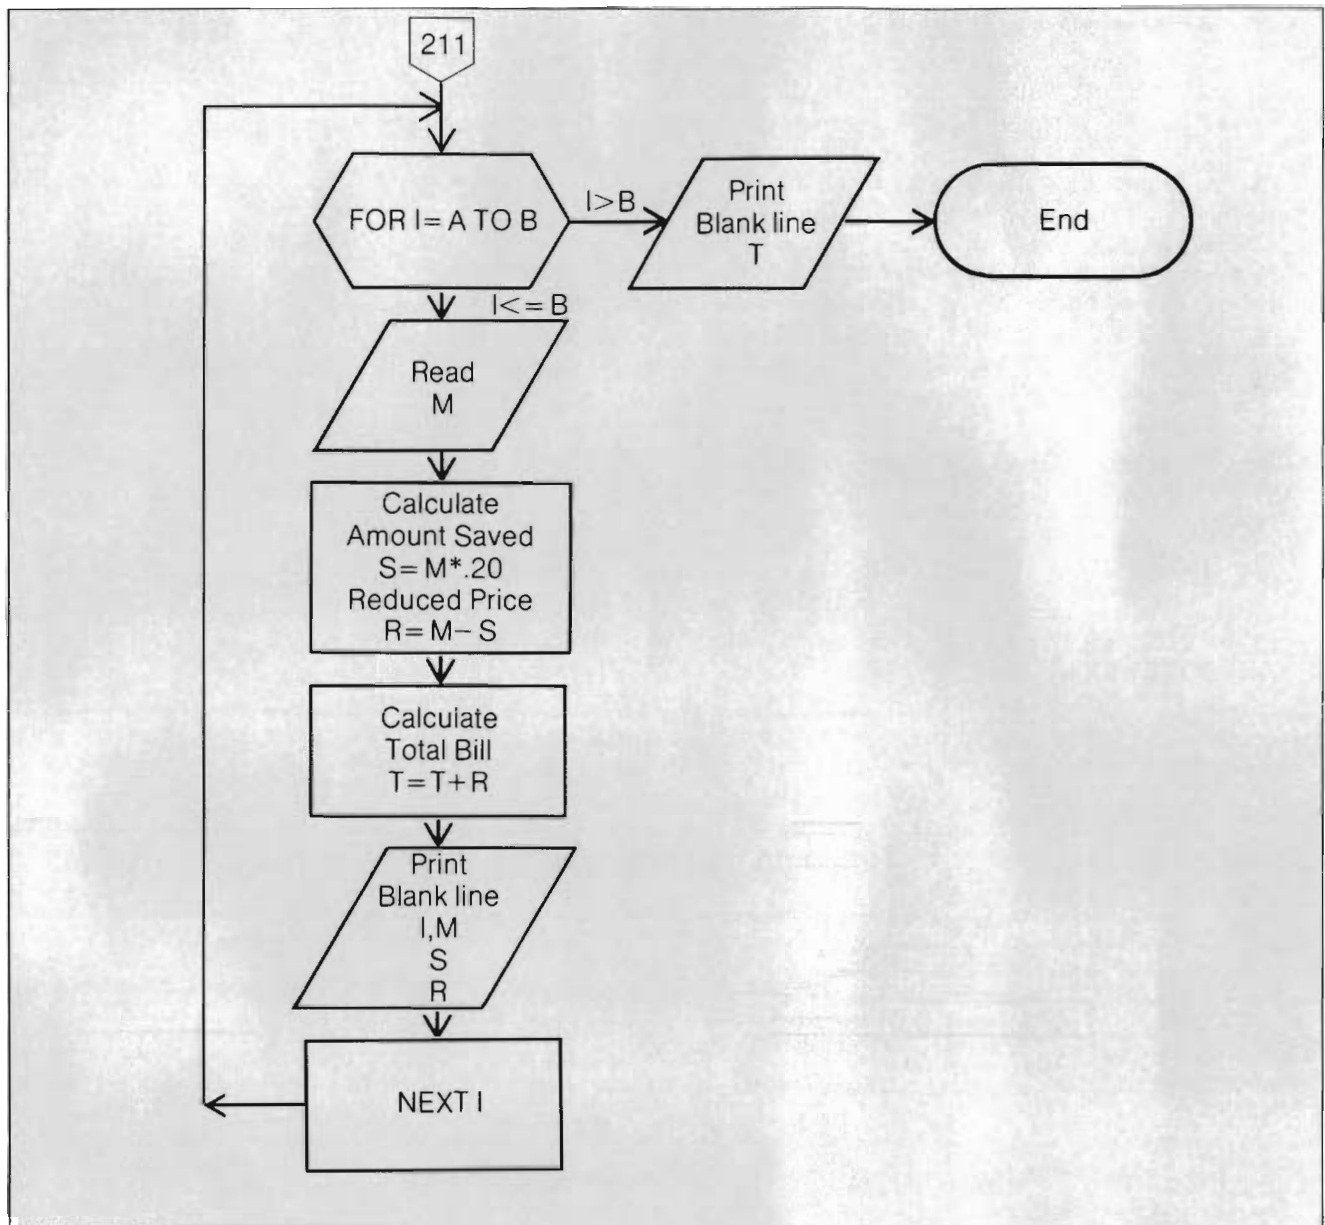 211
FOR I= A TO B
I>B
Print
Blank line
T
End
I<= B
Read
M
Calculate
Amount Saved
S= M*.20
Reduced Price
R= M– S
Calculate
Total Bill
T= T+R
Print
Blank line
I,M
S
R
NEXT I